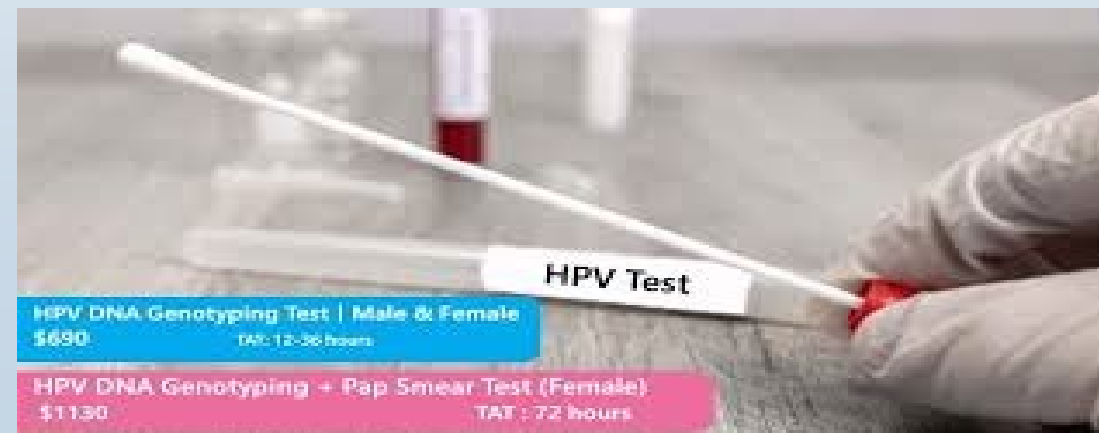 HPV Test
HPV DNA Genotyping Test | Male & Female
$690 TAT: 12-36 hours
HPV DNA Genotyping + Pap Smear Test (Female)
$1130 TAT : 72 hours